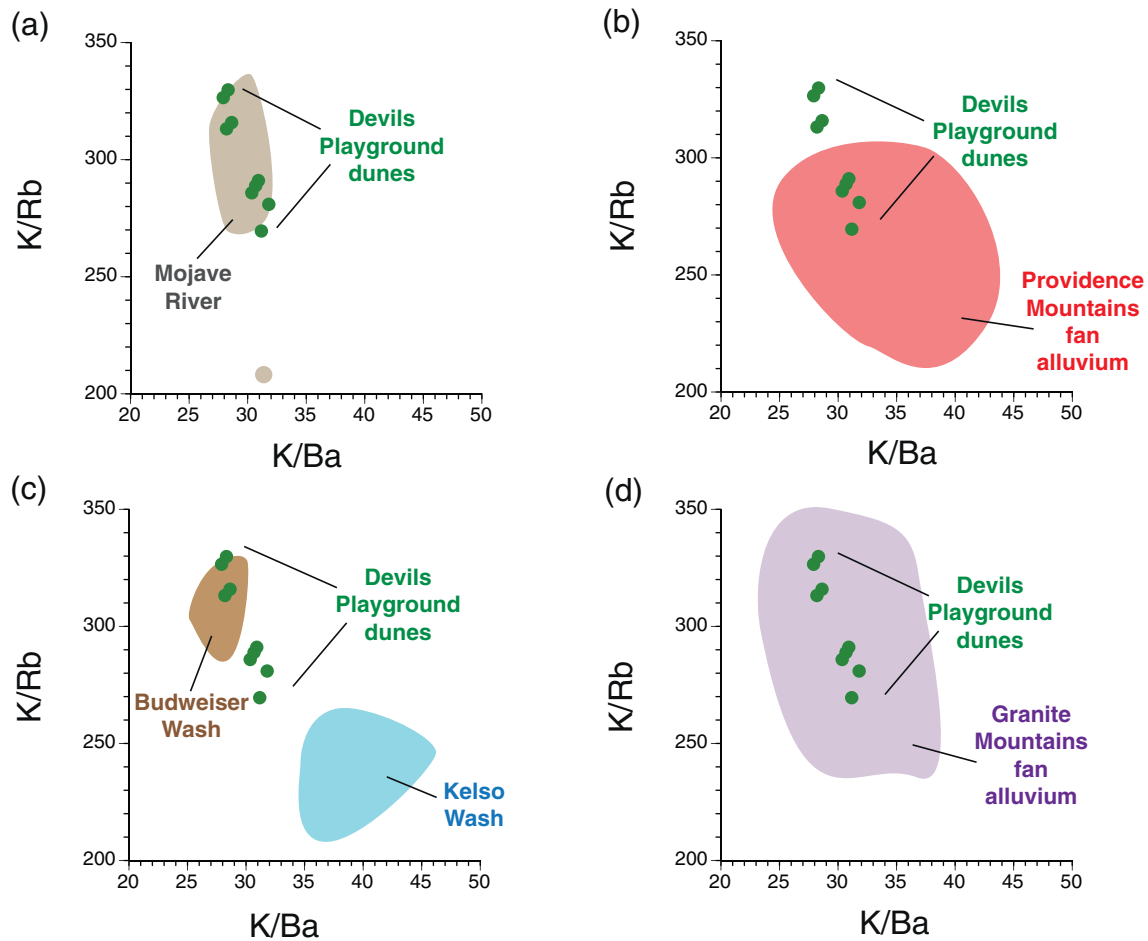 (a)
350
300
250
200
K/Rb
20
25
30
35
40
45
50
K/Ba
Devils
Playground
dunes
Mojave
River
(b)
350
300
250
200
K/Rb
20
25
30
35
40
45
50
K/Ba
Devils
Playground
dunes
Providence
Mountains
fan
alluvium
(c)
350
300
250
200
K/Rb
20
25
30
35
40
45
50
K/Ba
Devils
Playground
dunes
Budweiser
Wash
Kelso
Wash
(d)
350
300
250
200
K/Rb
20
25
30
35
40
45
50
K/Ba
Devils
Playground
dunes
Granite
Mountains
fan
alluvium